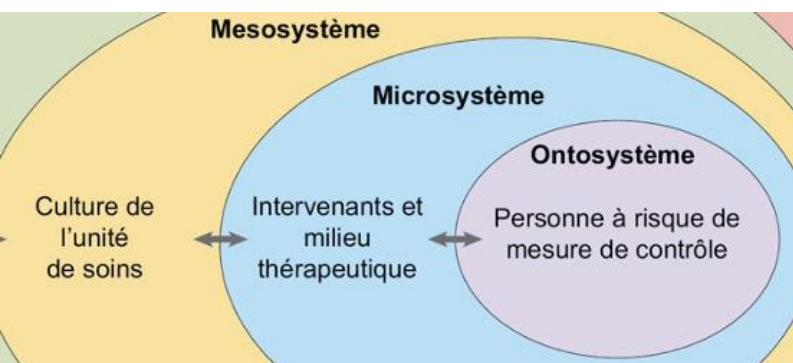 Mesosystème
Microsystème
Ontosystème
Culture de
l’unité
de soins
Intervenants et
milieu
thérapeutique
Personne à risque de
mesure de contrôle